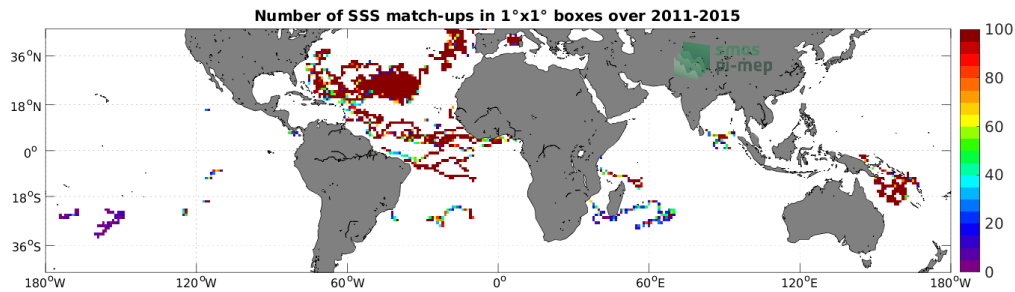 Number of SSS match-ups in 1°x1° boxes over 2011-2015
36°N
18°N
0°
18°S
36°S
180°W
120°W
60°W
0°
60°E
120°E
180°W
100
80
60
40
20
0
smos
pi-mep